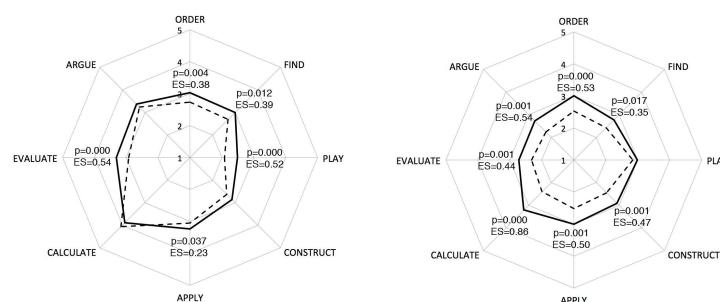 ORDER
5
4
3
2
1
ARGUE
FIND
p=0.004
ES=0.38
p=0.012
ES=0.39
EVALUATE
p=0.000
ES=0.54
p=0.000
ES=0.52
PLAY
CALCULATE
p=0.037
ES=0.23
CONSTRUCT
APPLY
ORDER
5
4
3
2
1
ARGUE
FIND
p=0.000
ES=0.53
p=0.001
ES=0.54
p=0.017
ES=0.35
EVALUATE
p=0.001
ES=0.44
PLA
p=0.000
ES=0.86
p=0.001
ES=0.47
CALCULATE
p=0.001
ES=0.50
CONSTRUCT
APPLY